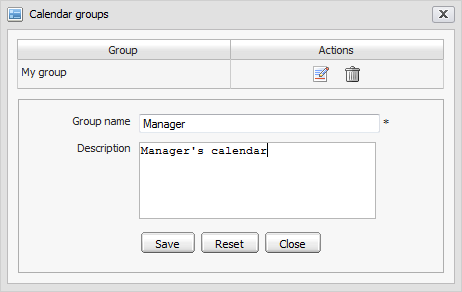 Calendar groups
Group Actions
My group
Group name Manager *
Description Manager's calendar
Save Reset Close